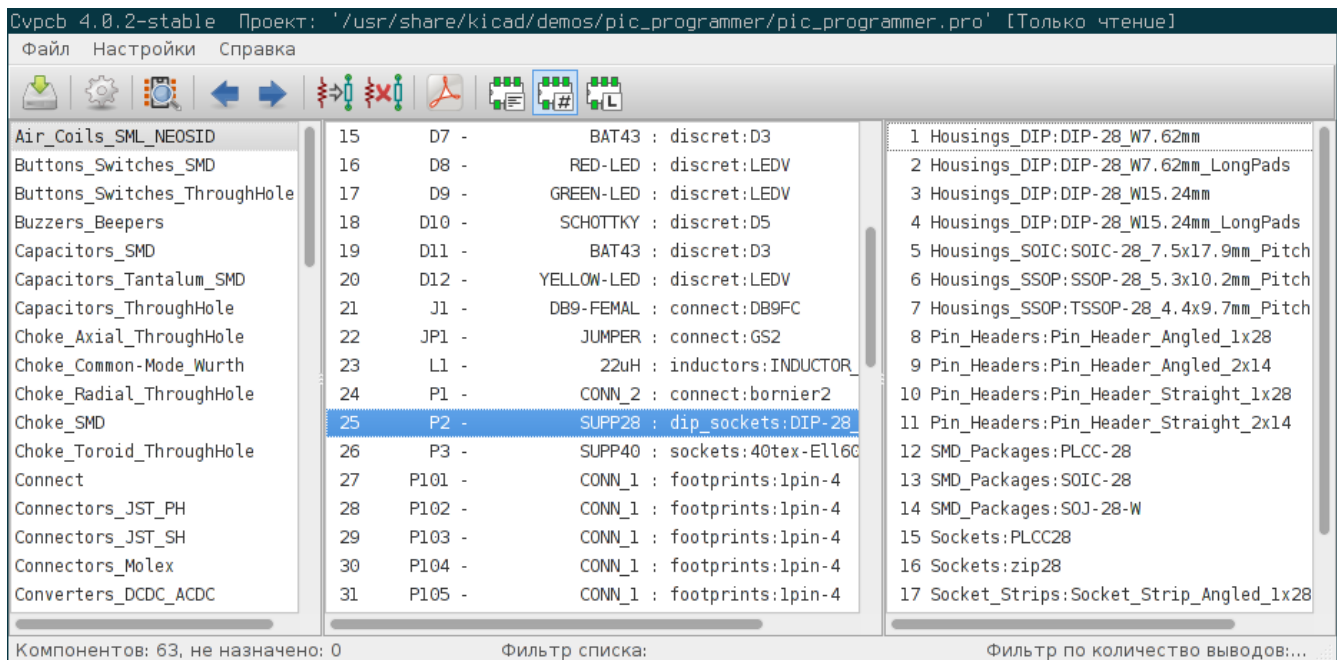 Cvpcb 4.0.2-stable Проект: '/usr/share/kicad/demos/pic_programmer/pic_programmer.pro' [Только чтение]
Файл Настройки Справка
# L
Air_Coils_SML_NEOSID
Buttons_Switches_SMD
Buttons_Switches_ThroughHole
Buzzers_Beepers
Capacitors_SMD
Capacitors_Tantalum_SMD
Capacitors_ThroughHole
Choke_Axial_ThroughHole
Choke_Common-Mode_Wurth
Choke_Radial_ThroughHole
Choke_SMD
Choke_Toroid_ThroughHole
Connect
Connectors_JST_PH
Connectors_JST_SH
Connectors_Molex
Converters_DCDC_ACDC
15 D7 - BAT43 : discret:D3
16 D8 - RED-LED : discret:LEDV
17 D9 - GREEN-LED : discret:LEDV
18 D10 - SCHOTTKY : discret:D5
19 D11 - BAT43 : discret:D3
20 D12 - YELLOW-LED : discret:LEDV
21 J1 - DB9-FEMAL : connect:DB9FC
22 JP1 - JUMPER : connect:GS2
23 L1 - 22uH : inductors:INDUCTOR_
24 P1 - CONN_2 : connect:bornier2
25 P2 - SUPP28 : dip_sockets:DIP-28_
26 P3 - SUPP40 : sockets:40tex-Ell60
27 P101 - CONN_1 : footprints:1pin-4
28 P102 - CONN_1 : footprints:1pin-4
29 P103 - CONN_1 : footprints:1pin-4
30 P104 - CONN_1 : footprints:1pin-4
31 P105 - CONN_1 : footprints:1pin-4
1 Housings_DIP:DIP-28_W7.62mm
2 Housings_DIP:DIP-28_W7.62mm_LongPads
3 Housings_DIP:DIP-28_W15.24mm
4 Housings_DIP:DIP-28_W15.24mm_LongPads
5 Housings_SOIC:SOIC-28_7.5x17.9mm_Pitch
6 Housings_SSOP:SSOP-28_5.3x10.2mm_Pitch
7 Housings_SSOP:TSSOP-28_4.4x9.7mm_Pitch
8 Pin_Headers:Pin_Header_Angled_1x28
9 Pin_Headers:Pin_Header_Angled_2x14
10 Pin_Headers:Pin_Header_Straight_1x28
11 Pin_Headers:Pin_Header_Straight_2x14
12 SMD_Packages:PLCC-28
13 SMD_Packages:SOIC-28
14 SMD_Packages:SOJ-28-W
15 Sockets:PLCC28
16 Sockets:zip28
17 Socket_Strips:Socket_Strip_Angled_1x28
Компонентов: 63, не назначено: 0 Фильтр списка: Фильтр по количество выводов:...